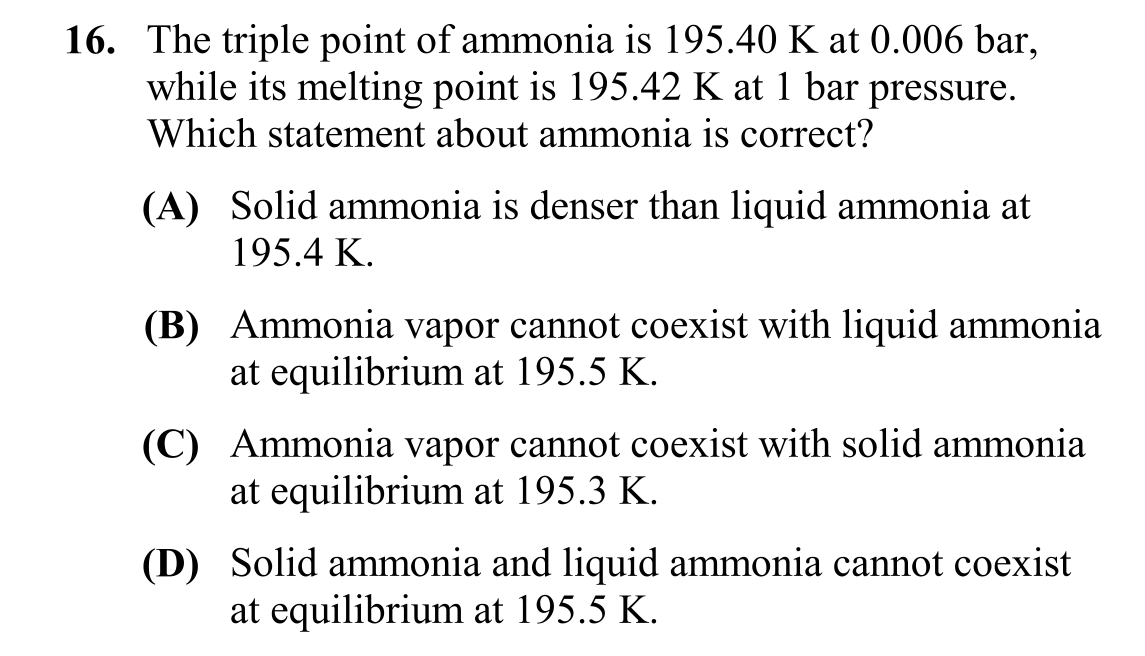 16. The triple point of ammonia is 195.40 K at 0.006 bar,
while its melting point is 195.42 K at 1 bar pressure.
Which statement about ammonia is correct?
(A) Solid ammonia is denser than liquid ammonia at
195.4 K.
(B) Ammonia vapor cannot coexist with liquid ammonia
at equilibrium at 195.5 K.
(C) Ammonia vapor cannot coexist with solid ammonia
at equilibrium at 195.3 K.
(D) Solid ammonia and liquid ammonia cannot coexist
at equilibrium at 195.5 K.